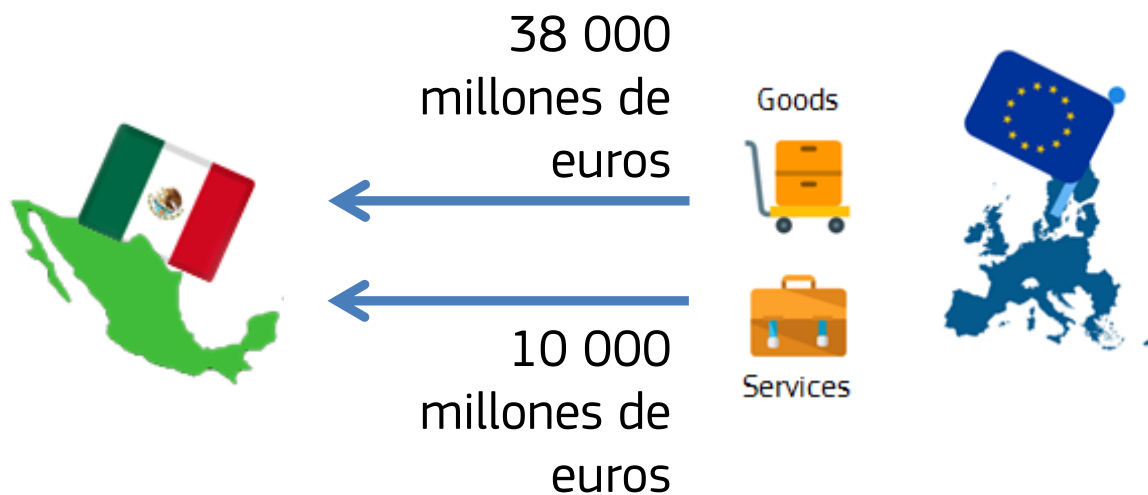 38 000
millones de
euros
Goods
10 000
millones de
euros
Services